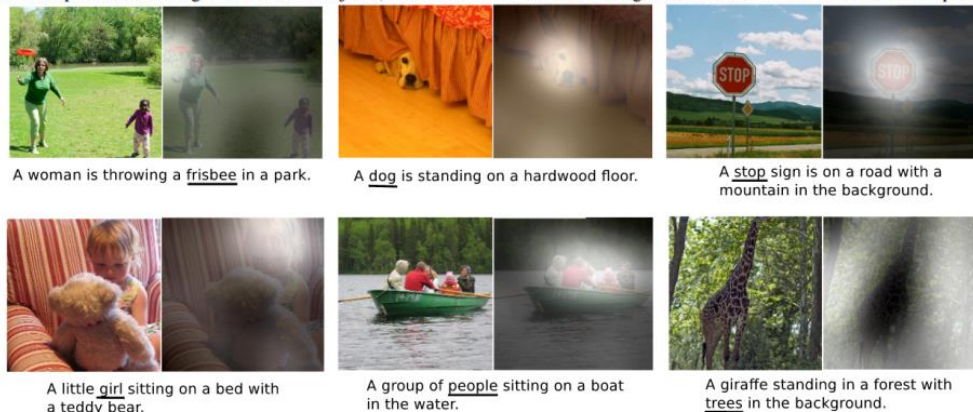 A woman is throwing a frisbee in a park.
A dog is standing on a hardwood floor.
STOP
STOP
A stop sign is on a road with a
mountain in the background.
A little girl sitting on a bed with
a teddy bear.
A group of people sitting on a boat
in the water.
A giraffe standing in a forest with
trees in the background.